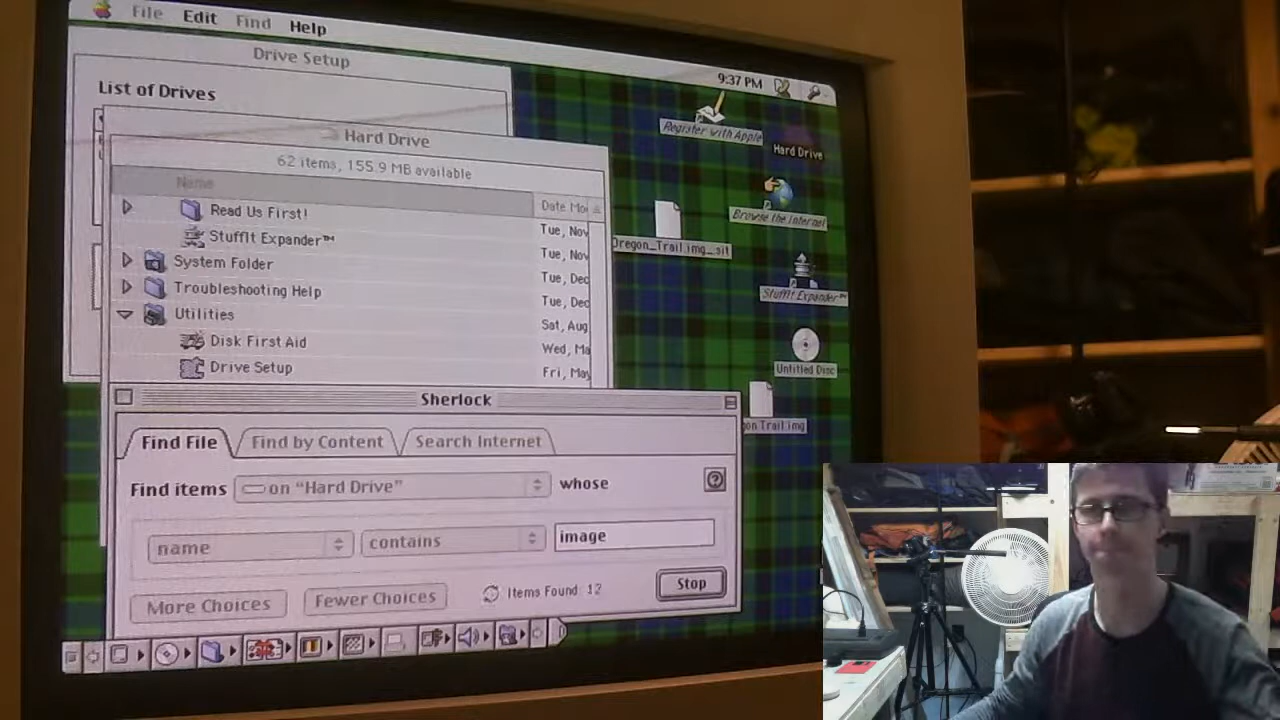 File Edit Find Help
9:37 PM
Drive Setup
List of Drives
Register with Apple
Hard Drive
Hard Drive
62 items, 155.9 MB available
Name
Date Mo
Read Us First!
Tue, Nov
StuffIt Expander™
Tue, Nov
System Folder
Tue, Dec
Troubleshooting Help
Tue, Dec
Utilities
Sat, Aug
Disk First Aid
Wed, Ma
Drive Setup
Fri, May
Browse the Internet
Oregon_Trail.img_.sit
StuffIt Expander™
Untitled Disc
gon Trail.img
Sherlock
Find File Find by Content Search Internet
Find items on "Hard Drive" whose
name contains image
More Choices Fewer Choices Items Found: 12 Stop